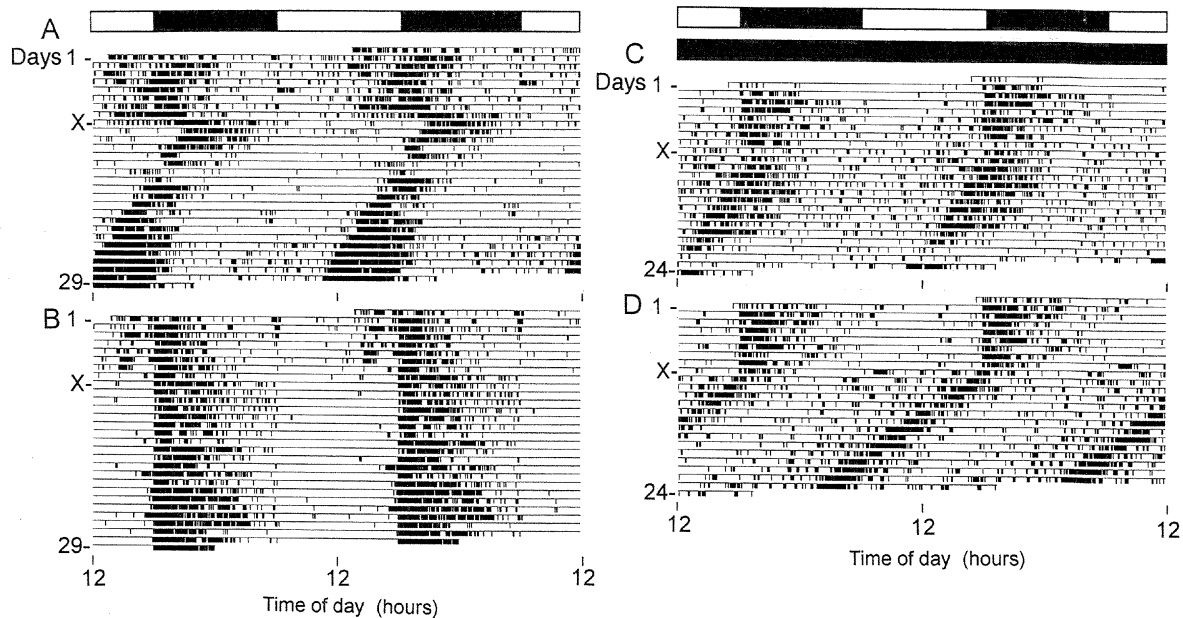 A
Days 1 -
X-
29-
B 1
X-
29-
12 12 12
Time of day (hours)
C
Days 1 -
X-
24-
D 1
X-
24-
12 12 12
Time of day (hours)